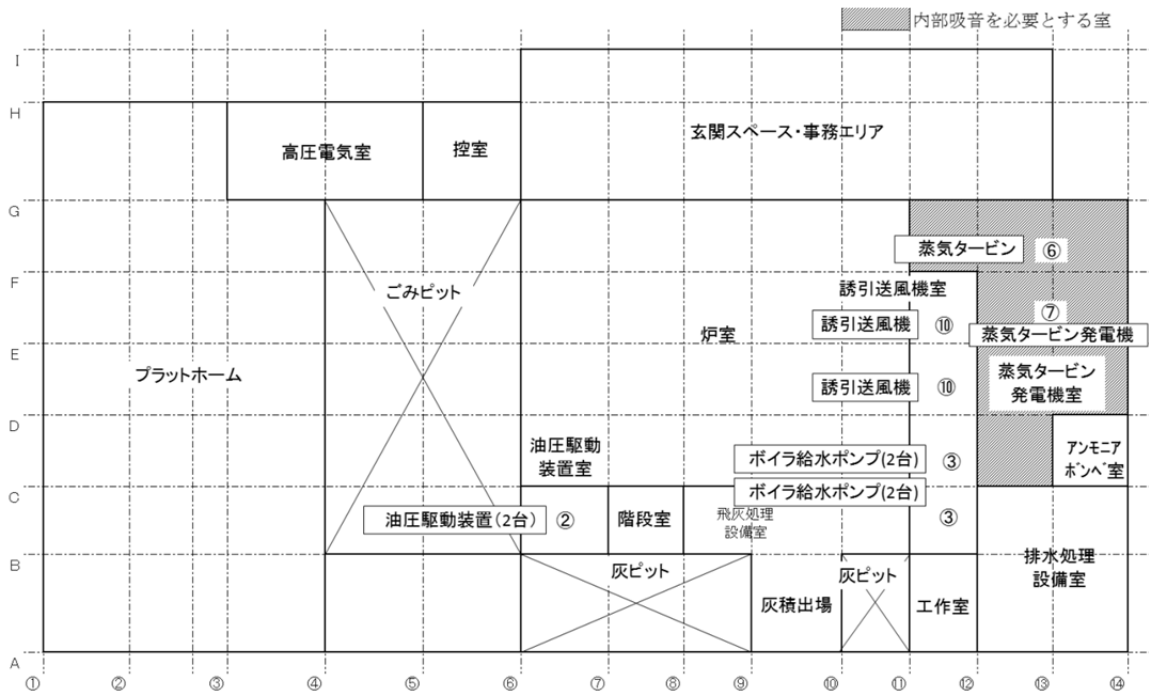 内部吸音を必要とする室
I
H
玄関スペース・事務エリア
高圧電気室
控室
G
蒸気タービン
⑥
F
誘引送風機室
ごみピット
⑦
誘引送風機
⑩
炉室
蒸気タービン発電機
E
プラットホーム
蒸気タービン
発電機室
誘引送風機
⑩
D
油圧駆動
装置室
アンモニア
ボンベ室
ボイラ給水ポンプ(2台)
③
C
ボイラ給水ポンプ(2台)
③
油圧駆動装置(2台)
②
階段室
飛灰処理
設備室
B
排水処理
設備室
灰ピット
灰ピット
灰積出場
工作室
A
①
②
③
④
⑤
⑥
⑦
⑧
⑨
⑩
⑪
⑫
⑬
⑭